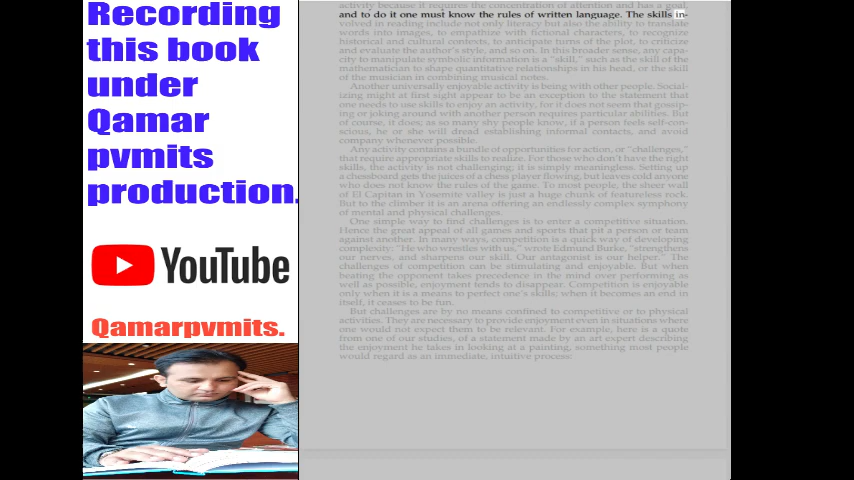 Recording
this book
under
Qamar
pvmits
production.
YouTube
Qamarpvmits.
activity because it requires the concentration of attention and has a goal,
and to do it one must know the rules of written language. The skills in-
volved in reading include not only literacy but also the ability to translate
words into images, to empathize with fictional characters, to recognize
historical and cultural contexts, to anticipate turns of the plot, to criticize
and evaluate the author's style, and so on. In this broader sense, any capac-
ity to manipulate symbolic information is a "skill," such as the skill of the
mathematician to shape quantitative relationships in his head, or the skill
of the musician in combining musical notes.
Another universally enjoyable activity is being with other people. Social-
izing might at first sight appear to be an exception to the statement that
one needs to use skills to enjoy an activity, for it does not seem that gossip-
ing or joking around with another person requires particular abilities. But
of course, it does; as so many shy people know, if a person feels self-con-
scious, he or she will dread establishing informal contacts, and avoid
company whenever possible.
Any activity contains a bundle of opportunities for action, or "challenges,"
that require appropriate skills to realize. For those who don't have the right
skills, the activity is not challenging; it is simply meaningless. Setting up
a chessboard gets the juices of a chess player flowing, but leaves cold anyone
who does not know the rules of the game. To most people, the sheer wall
of El Capitan in Yosemite valley is just a huge chunk of featureless rock.
But to the climber it is an arena offering an endlessly complex symphony
of mental and physical challenges.
One simple way to find challenges is to enter a competitive situation.
Hence the great appeal of all games and sports that pit a person or team
against another. In many ways, competition is a quick way of developing
complexity: "He who wrestles with us," wrote Edmund Burke, "strengthens
our nerves, and sharpens our skill. Our antagonist is our helper." The
challenges of competition can be stimulating and enjoyable. But when
beating the opponent takes precedence in the mind over performing as
well as possible, enjoyment tends to disappear. Competition is enjoyable
only when it is a means to perfect one's skills; when it becomes an end in
itself, it ceases to be fun.
But challenges are by no means confined to competitive or to physical
activities. They are necessary to provide enjoyment even in situations where
one would not expect them to be relevant. For example, here is a quote
from one of our studies, of a statement made by an art expert describing
the enjoyment he takes in looking at a painting, something most people
would regard as an immediate, intuitive process: